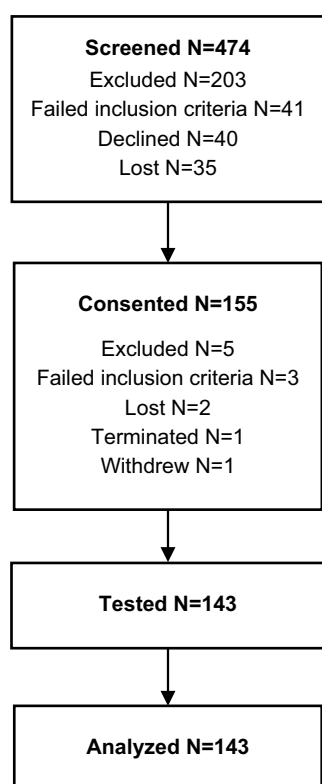 Screened N=474
Excluded N=203
Failed inclusion criteria N=41
Declined N=40
Lost N=35
Consented N=155
Excluded N=5
Failed inclusion criteria N=3
Lost N=2
Terminated N=1
Withdrew N=1
Tested N=143
Analyzed N=143